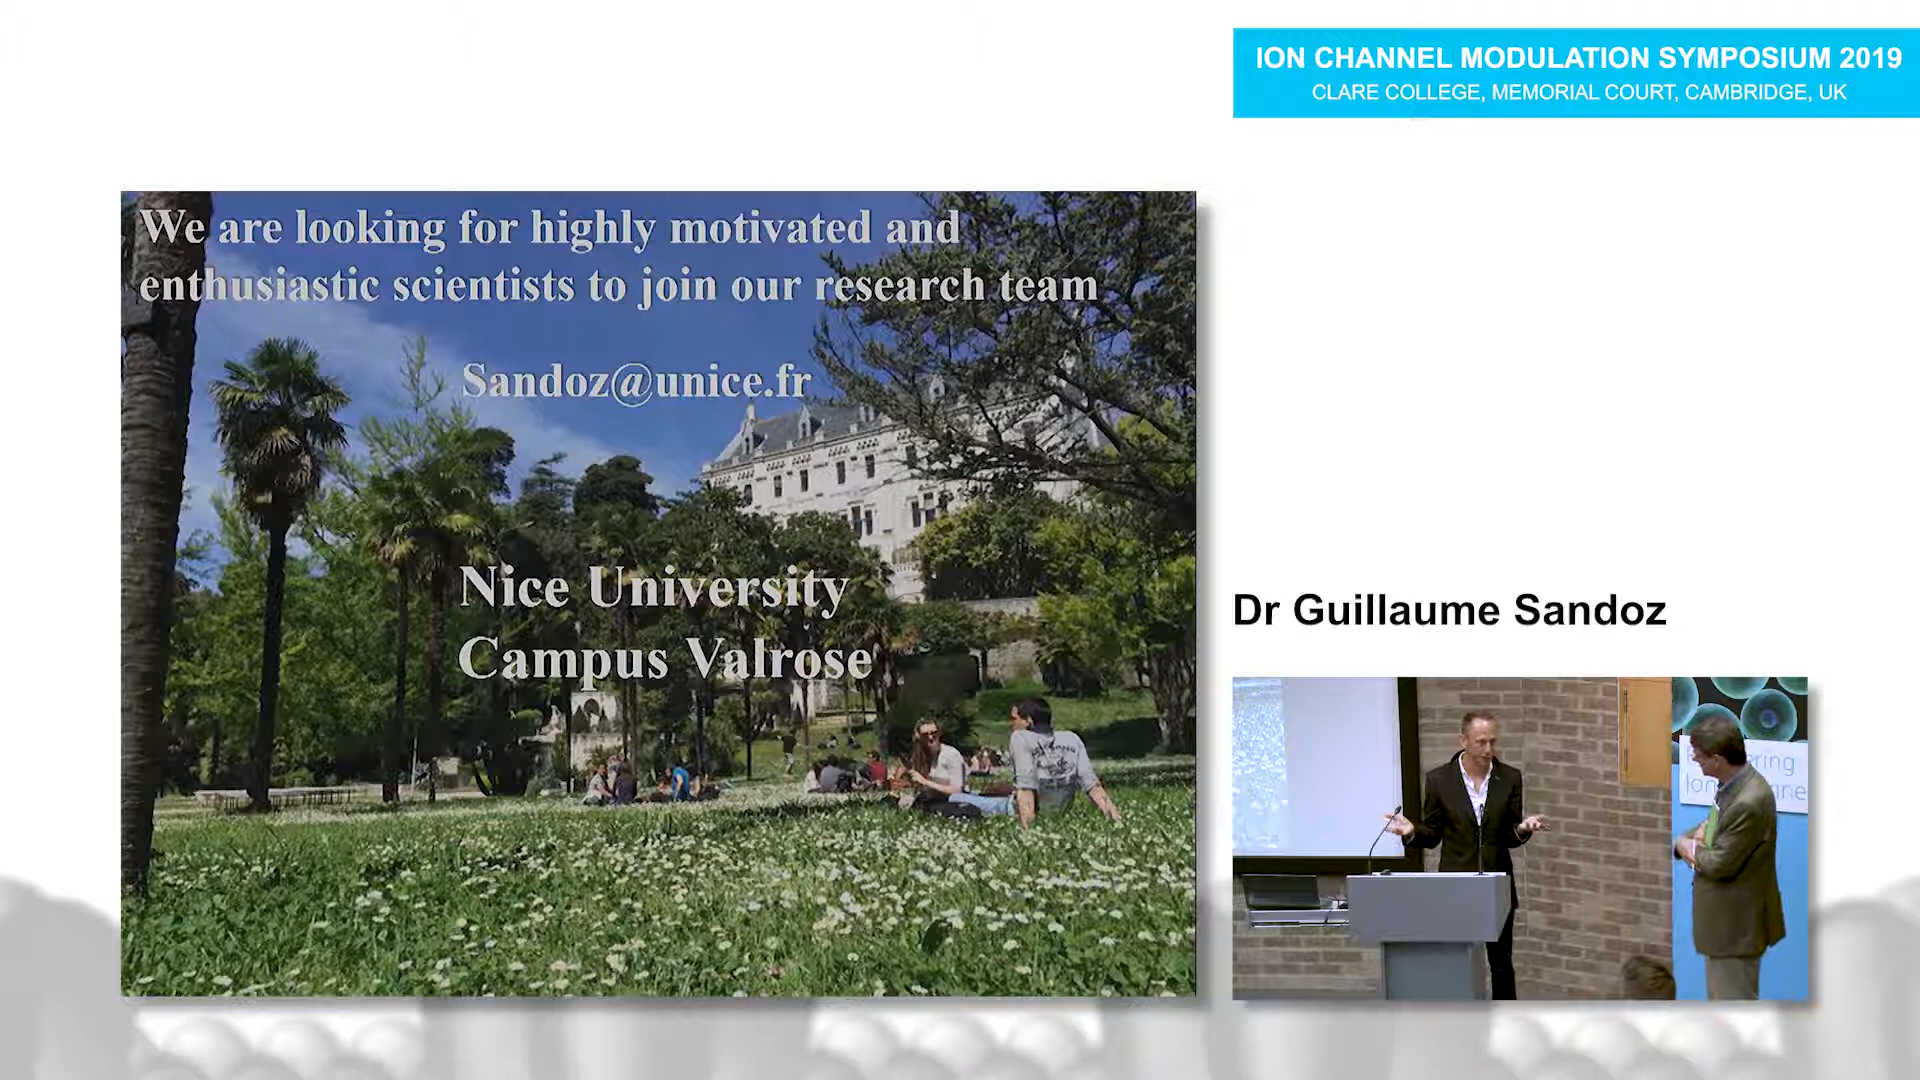 ION CHANNEL MODULATION SYMPOSIUM 2019
CLARE COLLEGE, MEMORIAL COURT, CAMBRIDGE, UK
We are looking for highly motivated and
enthusiastic scientists to join our research team
Sandoz@unice.fr
Nice University
Campus Valrose
Dr Guillaume Sandoz